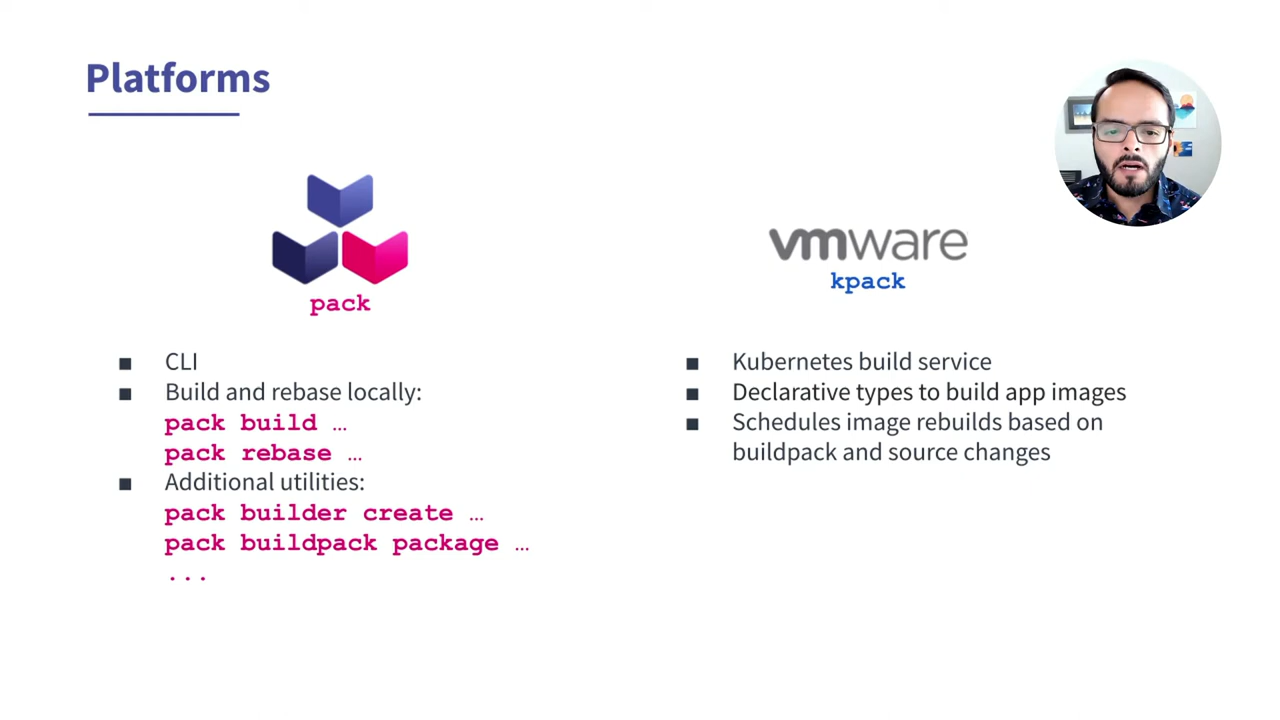 Platforms
pack
■ CLI
■ Build and rebase locally:
pack build …
pack rebase …
■ Additional utilities:
pack builder create …
pack buildpack package …
...
vmware
kpack
■ Kubernetes build service
■ Declarative types to build app images
■ Schedules image rebuilds based on
buildpack and source changes